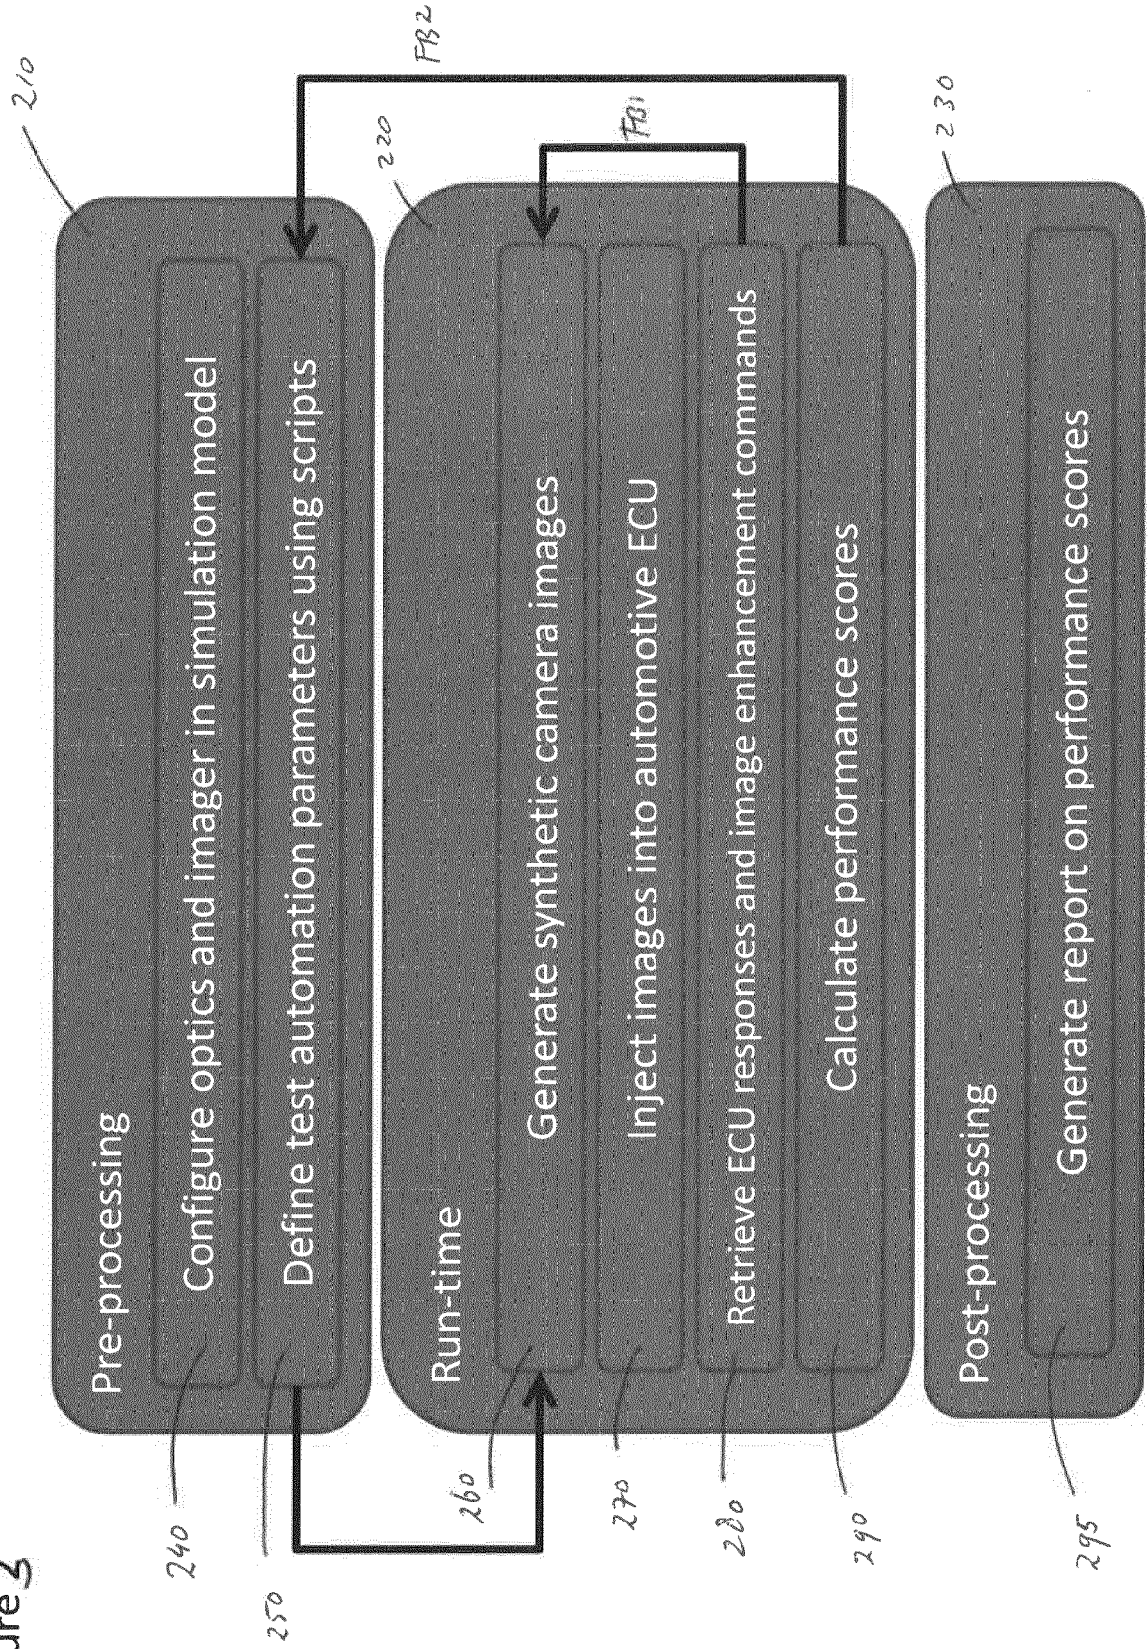 ure 2
210
Pre-processing
240
Configure optics and imager in simulation model
250
Define test automation parameters using scripts
FB2
220
Run-time
260
Generate synthetic camera images
FB1
270
Inject images into automotive ECU
280
Retrieve ECU responses and image enhancement commands
290
Calculate performance scores
230
Post-processing
295
Generate report on performance scores